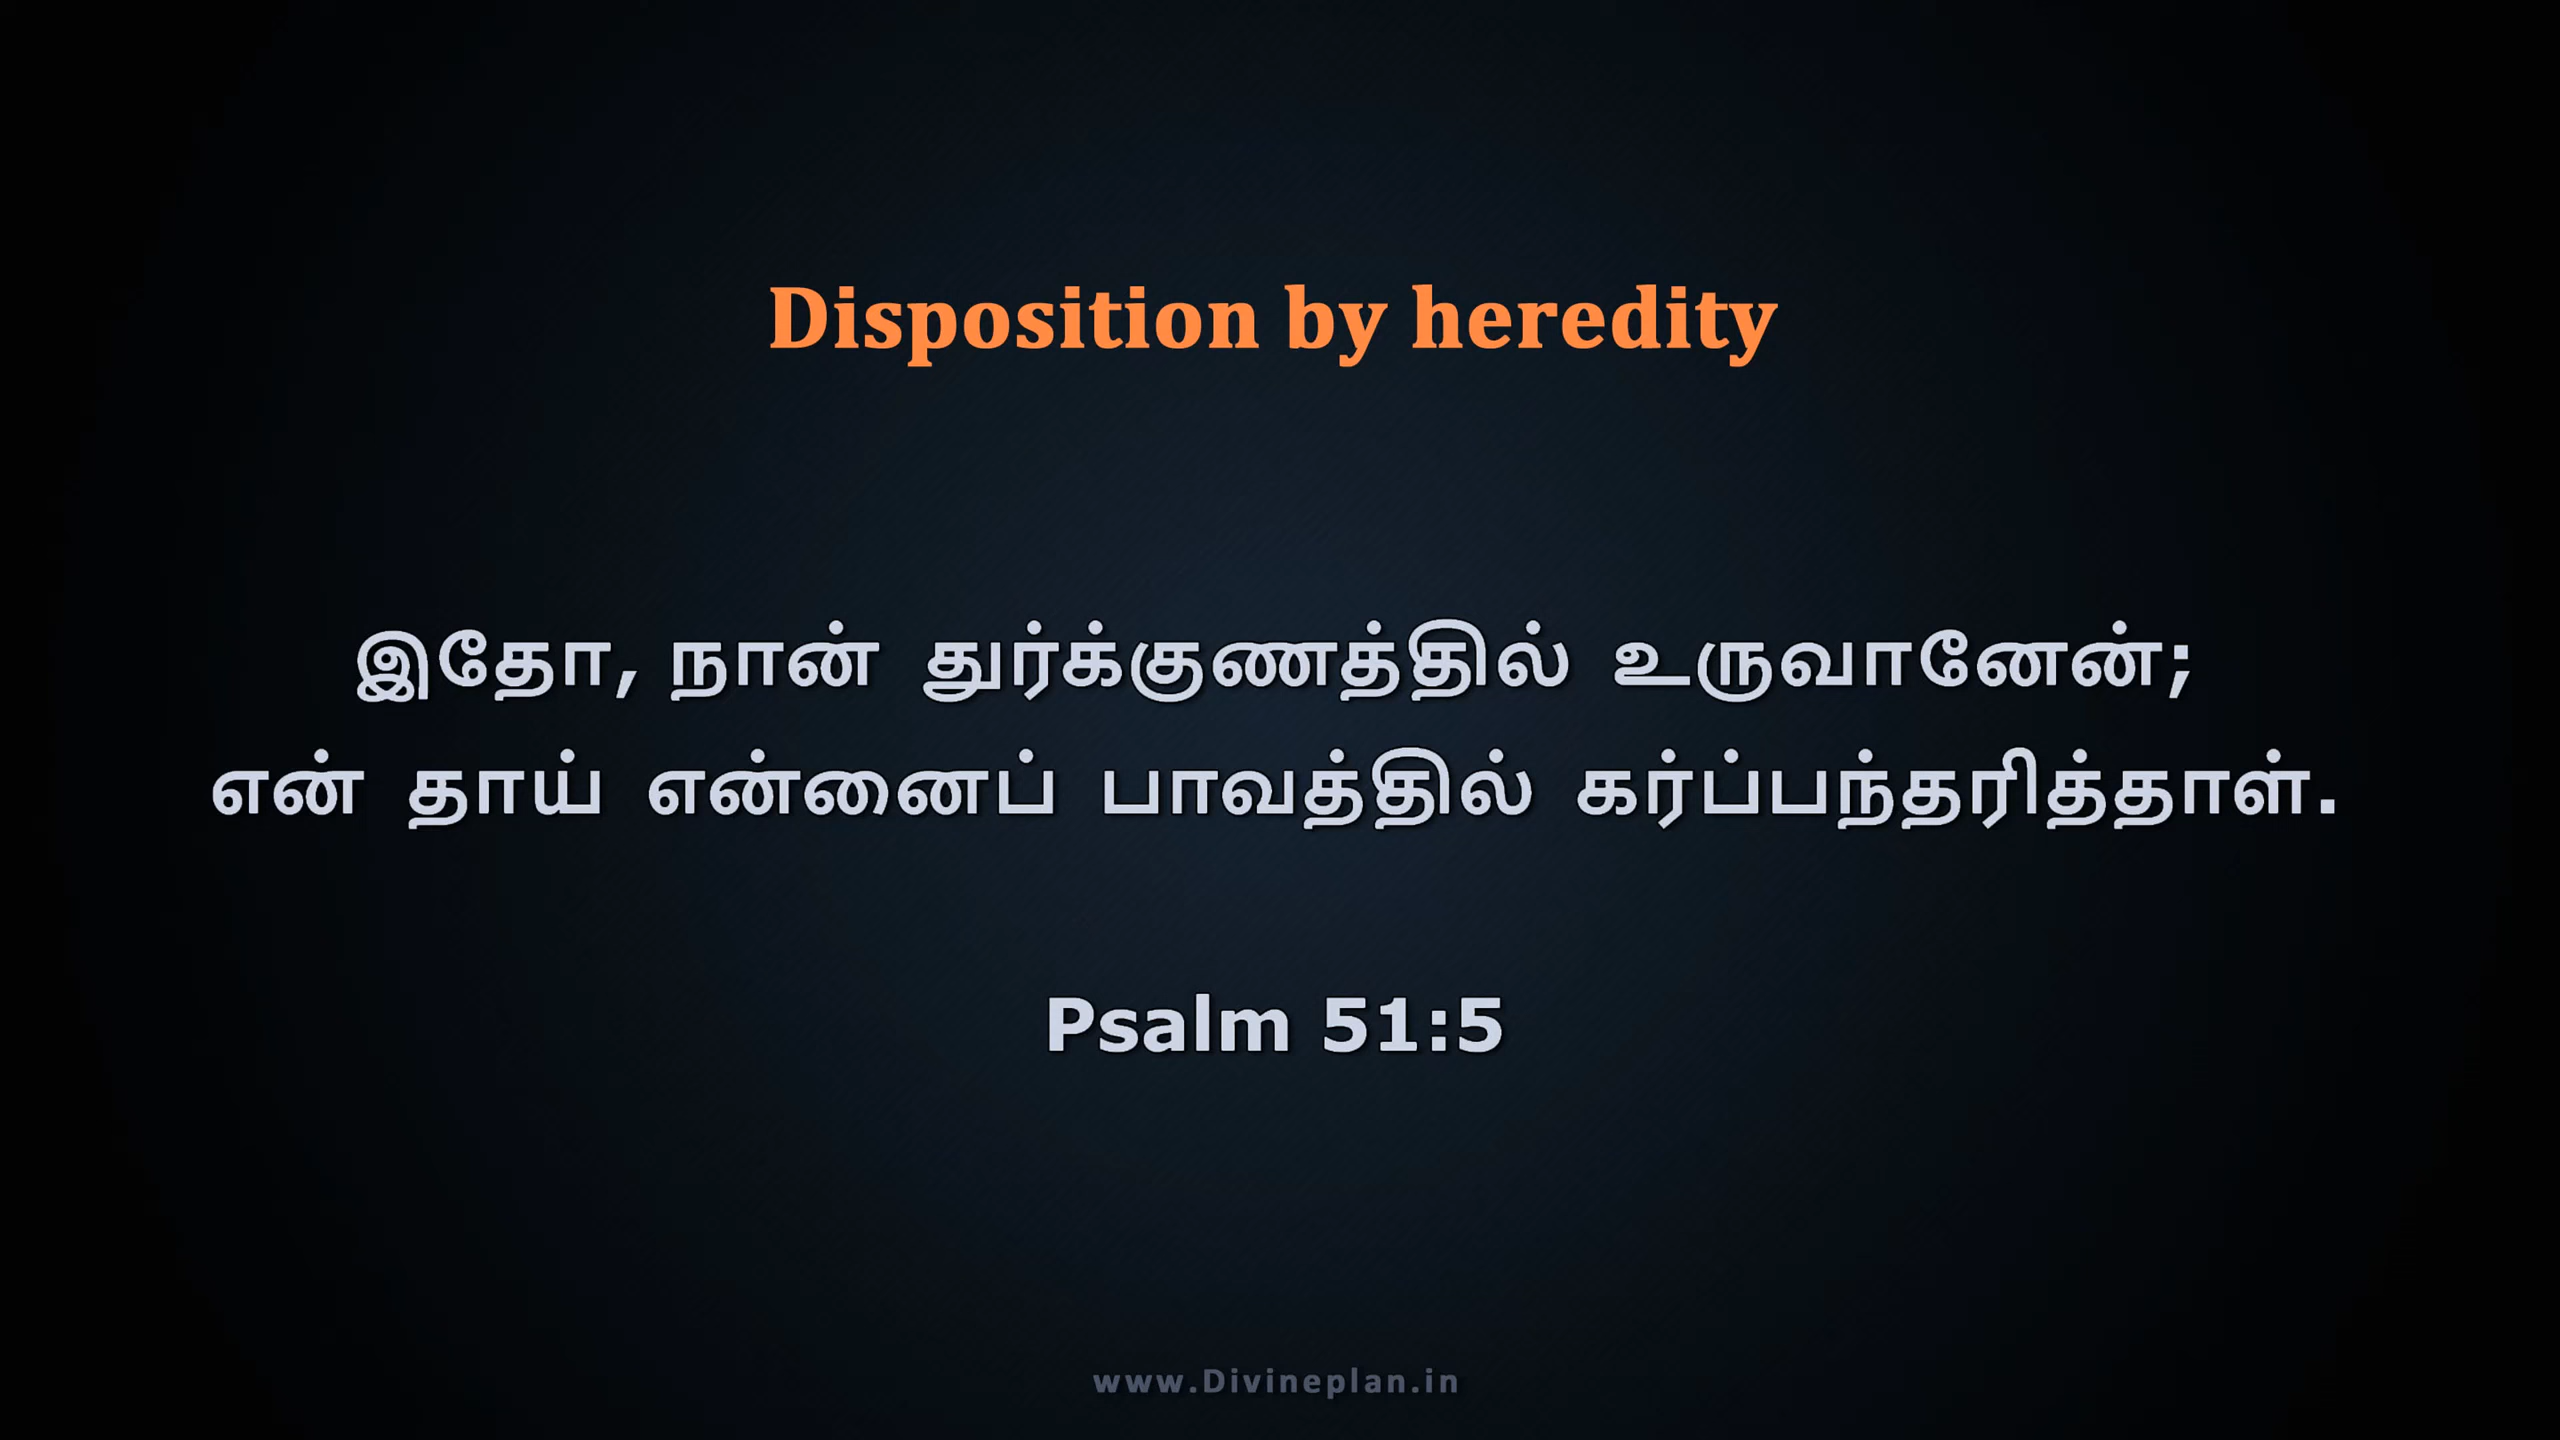 Disposition by heredity
இதோ, நான் துர்க்குணத்தில் உருவானேன்;
என் தாய் என்னைப் பாவத்தில் கர்ப்பந்தரித்தாள்.
Psalm 51:5
www.Divineplan.in